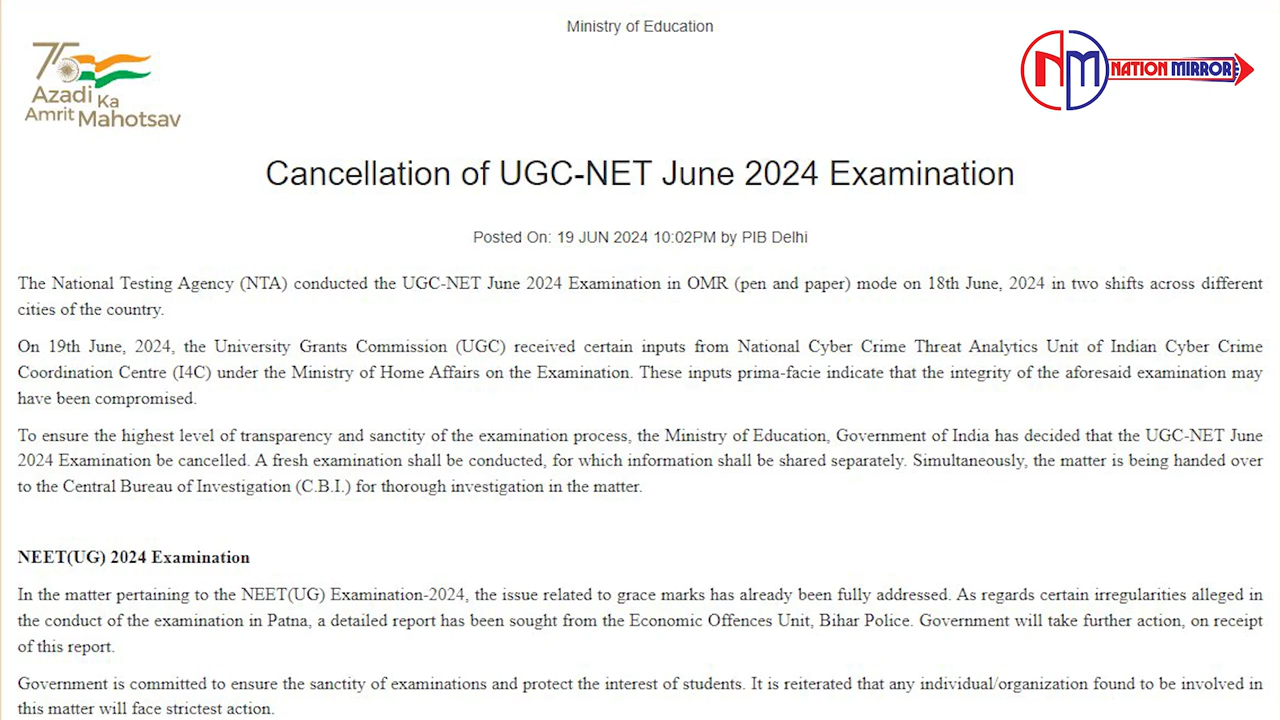 Ministry of Education
75
Azadi Ka
Amrit Mahotsav
NM NATION MIRROR
Cancellation of UGC-NET June 2024 Examination
Posted On: 19 JUN 2024 10:02PM by PIB Delhi
The National Testing Agency (NTA) conducted the UGC-NET June 2024 Examination in OMR (pen and paper) mode on 18th June, 2024 in two shifts across different
cities of the country.
On 19th June, 2024, the University Grants Commission (UGC) received certain inputs from National Cyber Crime Threat Analytics Unit of Indian Cyber Crime
Coordination Centre (I4C) under the Ministry of Home Affairs on the Examination. These inputs prima-facie indicate that the integrity of the aforesaid examination may
have been compromised.
To ensure the highest level of transparency and sanctity of the examination process, the Ministry of Education, Government of India has decided that the UGC-NET June
2024 Examination be cancelled. A fresh examination shall be conducted, for which information shall be shared separately. Simultaneously, the matter is being handed over
to the Central Bureau of Investigation (C.B.I.) for thorough investigation in the matter.
NEET(UG) 2024 Examination
In the matter pertaining to the NEET(UG) Examination-2024, the issue related to grace marks has already been fully addressed. As regards certain irregularities alleged in
the conduct of the examination in Patna, a detailed report has been sought from the Economic Offences Unit, Bihar Police. Government will take further action, on receipt
of this report.
Government is committed to ensure the sanctity of examinations and protect the interest of students. It is reiterated that any individual/organization found to be involved in
this matter will face strictest action.